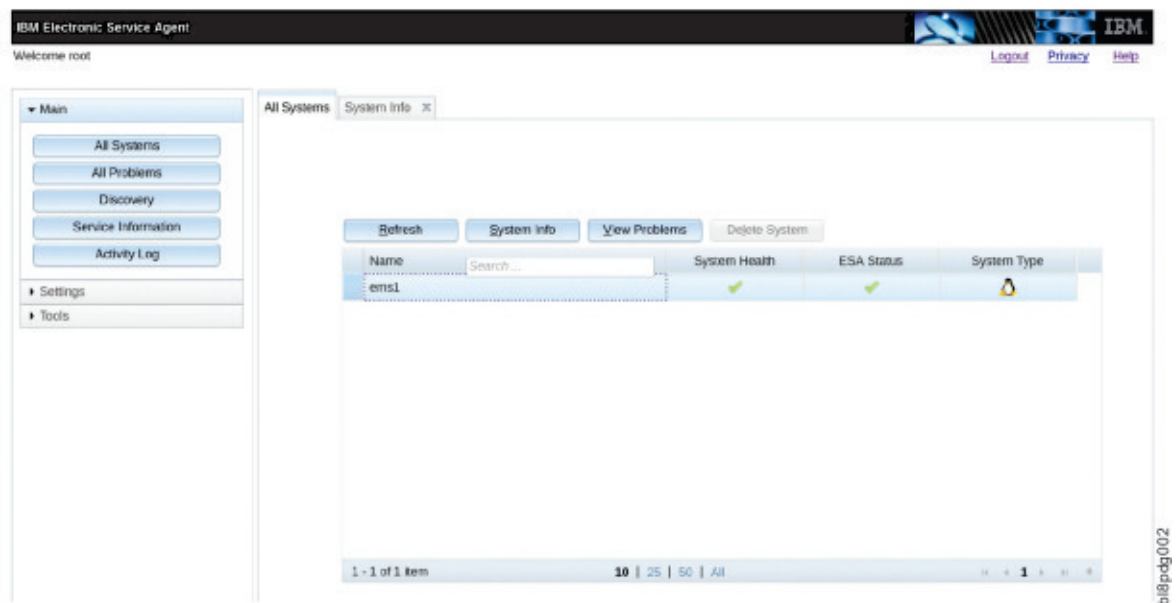 IBM Electronic Service Agent
IBM
Welcome root
Logout Privacy Help
Main
All Systems
All Problems
Discovery
Service Information
Activity Log
Settings
Tools
All Systems System Info
Refresh System Info View Problems Delete System
Name Search ... System Health ESA Status System Type
ems1
1 - 1 of 1 item 10 | 25 | 50 | All 1
bl8pdg002